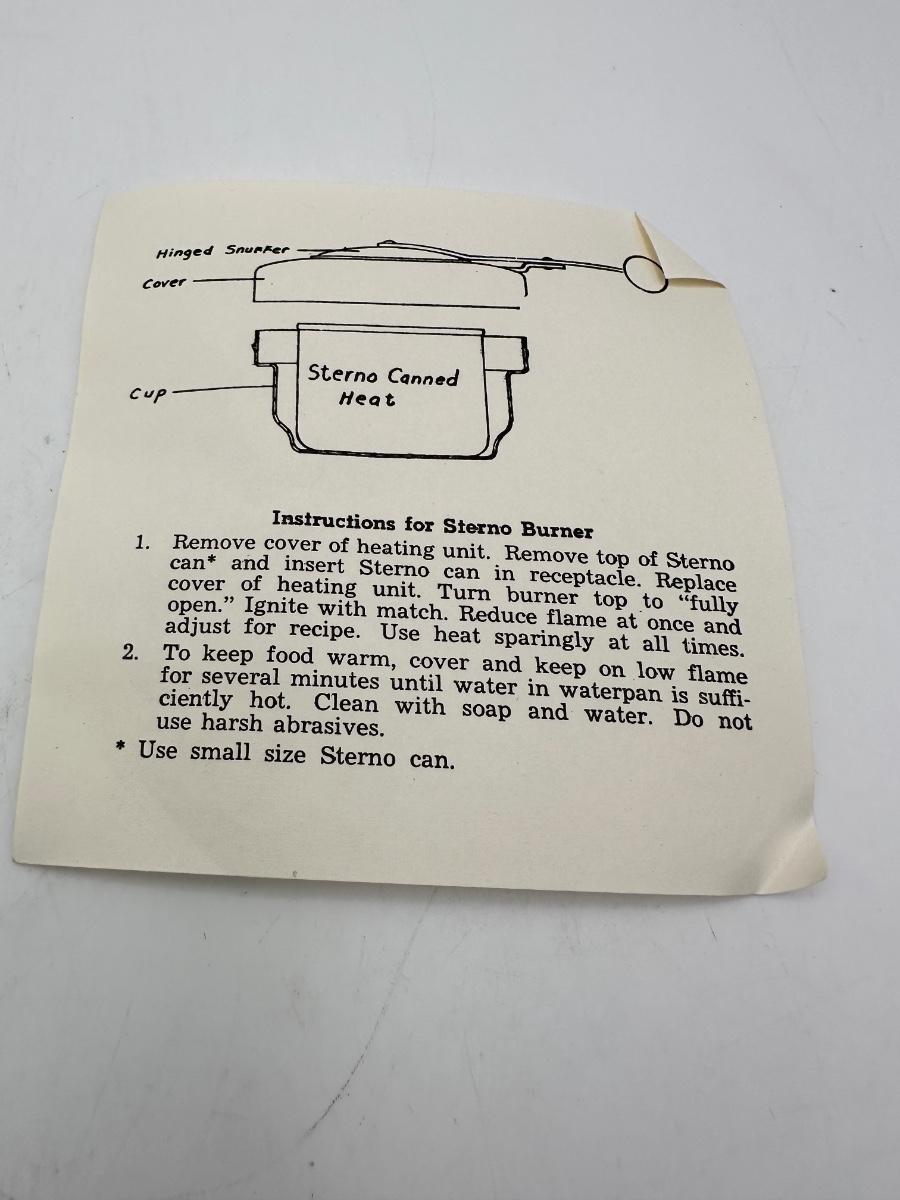 Hinged Snuffer
Cover
Sterno Canned
Heat
Cup
Instructions for Sterno Burner
1. Remove cover of heating unit. Remove top of Sterno
can* and insert Sterno can in receptacle. Replace
cover of heating unit. Turn burner top to “fully
open.” Ignite with match. Reduce flame at once and
adjust for recipe. Use heat sparingly at all times.
2. To keep food warm, cover and keep on low flame
for several minutes until water in waterpan is suffi-
ciently hot. Clean with soap and water. Do not
use harsh abrasives.
* Use small size Sterno can.